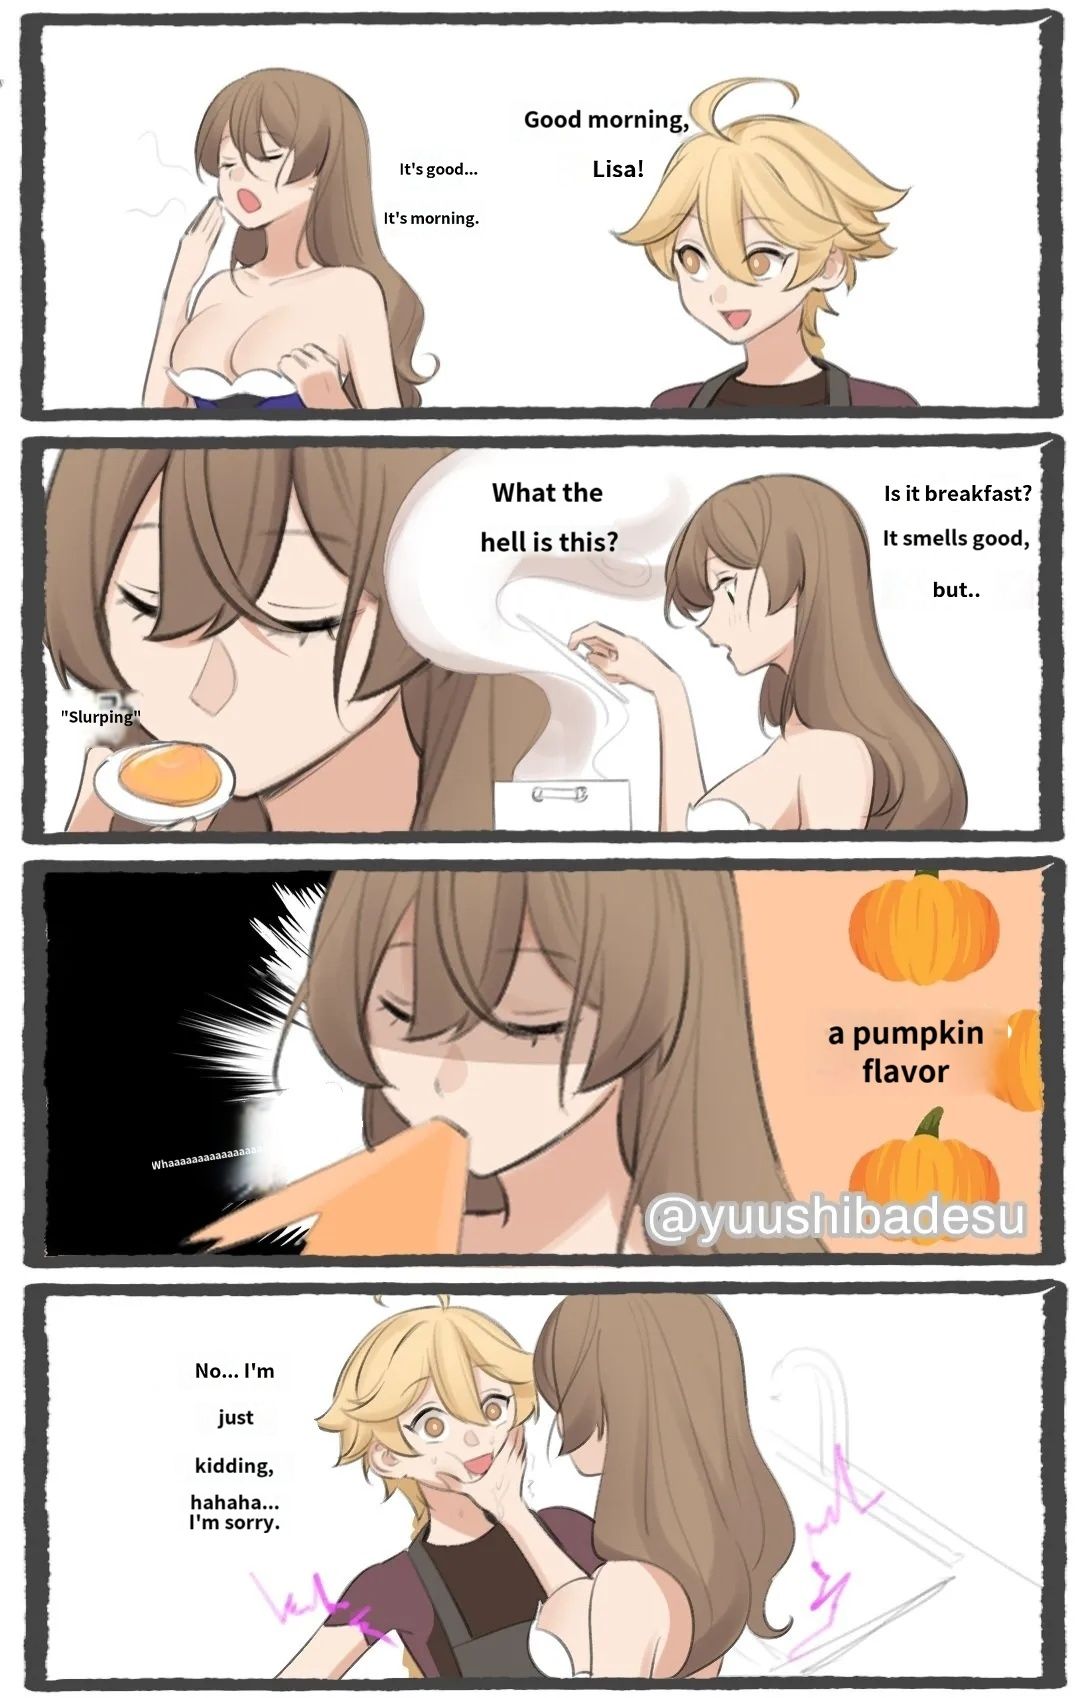 Good morning,
Lisa!
It's good...
It's morning.
What the
hell is this?
Is it breakfast?
It smells good,
but..
"Slurping"
a pumpkin
flavor
Whaaaaaaaaaaaaaaaa
@yuushibadesu
No... I'm
just
kidding,
hahaha...
I'm sorry.